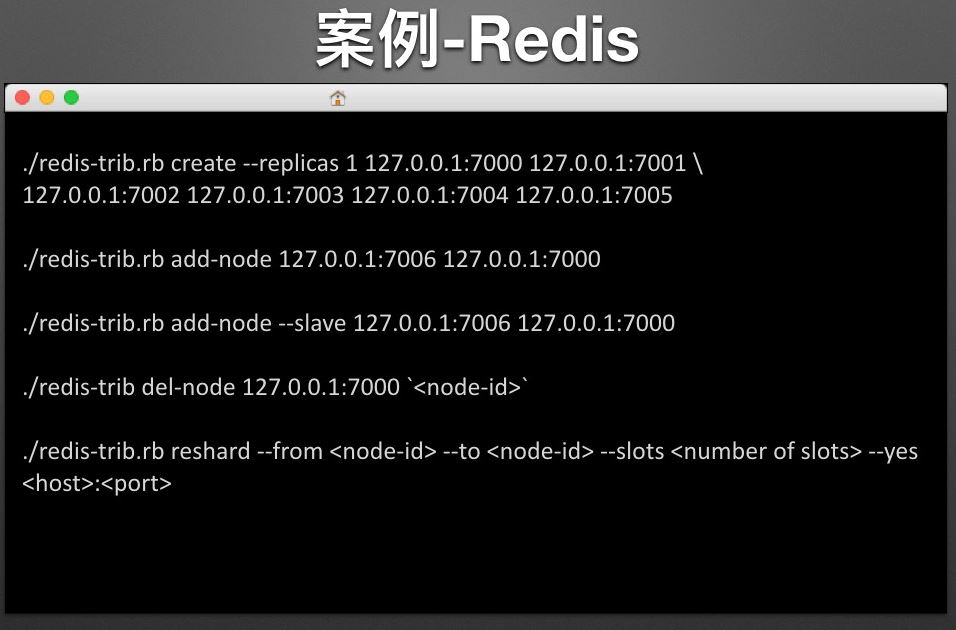 案例-Redis
./redis-trib.rb create --replicas 1 127.0.0.1:7000 127.0.0.1:7001 \
127.0.0.1:7002 127.0.0.1:7003 127.0.0.1:7004 127.0.0.1:7005
./redis-trib.rb add-node 127.0.0.1:7006 127.0.0.1:7000
./redis-trib.rb add-node --slave 127.0.0.1:7006 127.0.0.1:7000
./redis-trib del-node 127.0.0.1:7000 `<node-id>`
./redis-trib.rb reshard --from <node-id> --to <node-id> --slots <number of slots> --yes
<host>:<port>